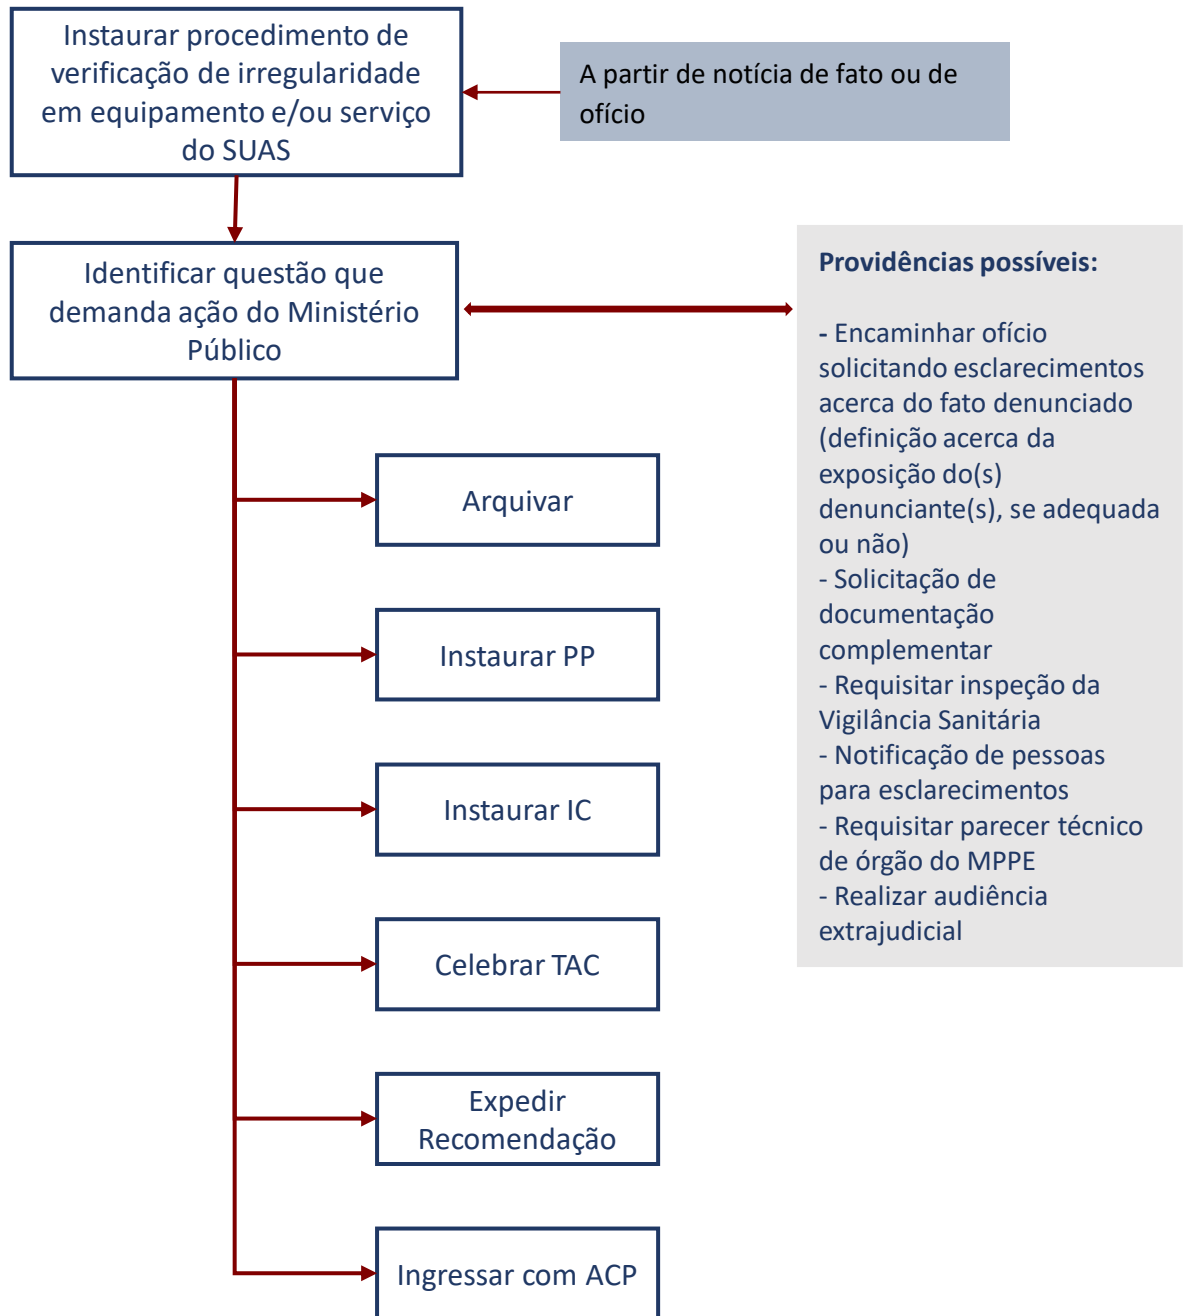 Instaurar procedimento de
verificação de irregularidade
em equipamento e/ou serviço
do SUAS
A partir de notícia de fato ou de
ofício
Identificar questão que
demanda ação do Ministério
Público
Providências possíveis:
- Encaminhar ofício
solicitando esclarecimentos
acerca do fato denunciado
(definição acerca da
exposição do(s)
denunciante(s), se adequada
ou não)
- Solicitação de
documentação
complementar
- Requisitar inspeção da
Vigilância Sanitária
- Notificação de pessoas
para esclarecimentos
- Requisitar parecer técnico
de órgão do MPPE
- Realizar audiência
extrajudicial
Arquivar
Instaurar PP
Instaurar IC
Celebrar TAC
Expedir
Recomendação
Ingressar com ACP